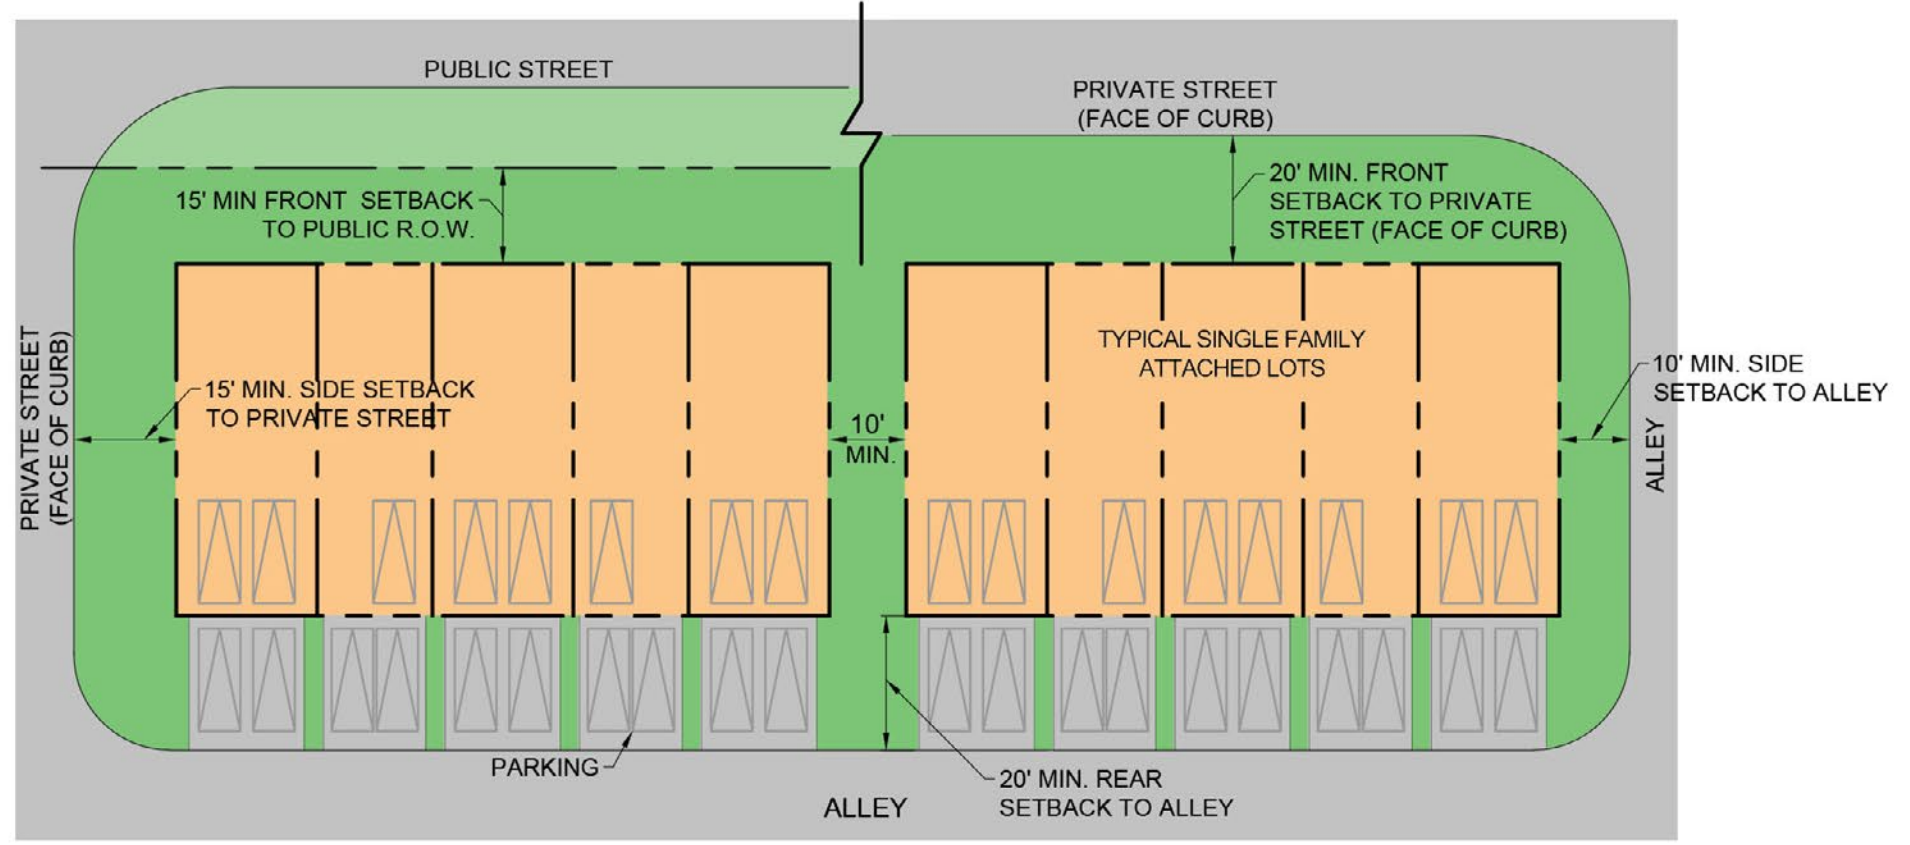 PUBLIC STREET
PRIVATE STREET
(FACE OF CURB)
15' MIN FRONT SETBACK
TO PUBLIC R.O.W.
20' MIN. FRONT
SETBACK TO PRIVATE
STREET (FACE OF CURB)
PRIVATE STREET
(FACE OF CURB)
15' MIN. SIDE SETBACK
TO PRIVATE STREET
TYPICAL SINGLE FAMILY
ATTACHED LOTS
10'
MIN.
10' MIN. SIDE
SETBACK TO ALLEY
ALLEY
PARKING
20' MIN. REAR
SETBACK TO ALLEY
ALLEY